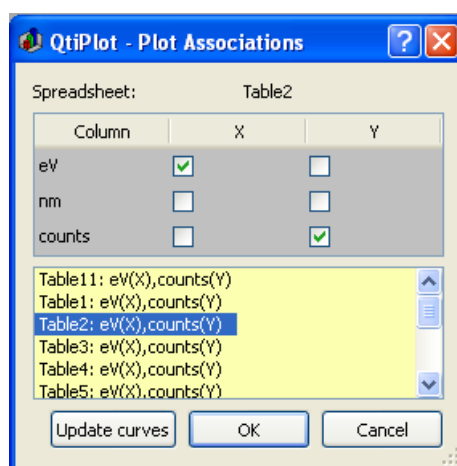 QtiPlot - Plot Associations
Spreadsheet: Table2
Column X Y
eV
nm
counts
Table11: eV(X),counts(Y)
Table1: eV(X),counts(Y)
Table2: eV(X),counts(Y)
Table3: eV(X),counts(Y)
Table4: eV(X),counts(Y)
Table5: eV(X),counts(Y)
Update curves OK Cancel